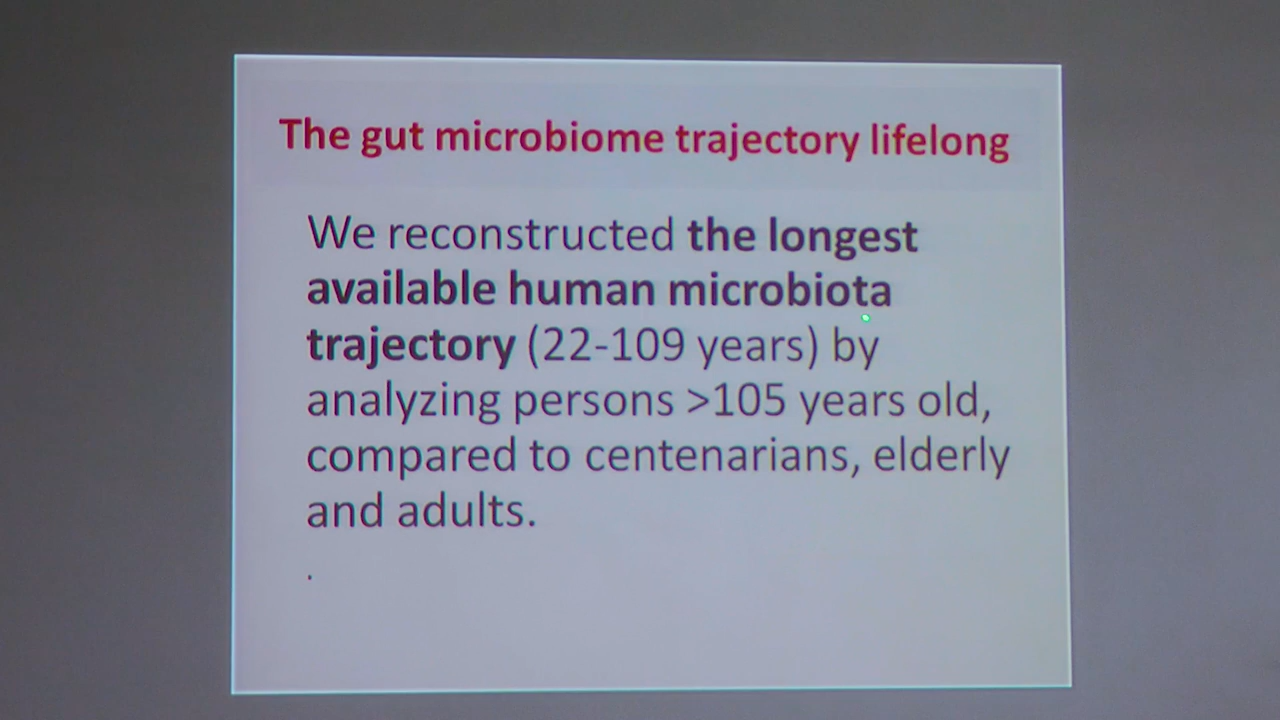 The gut microbiome trajectory lifelong
We reconstructed the longest
available human microbiota
trajectory (22-109 years) by
analyzing persons >105 years old,
compared to centenarians, elderly
and adults.
.